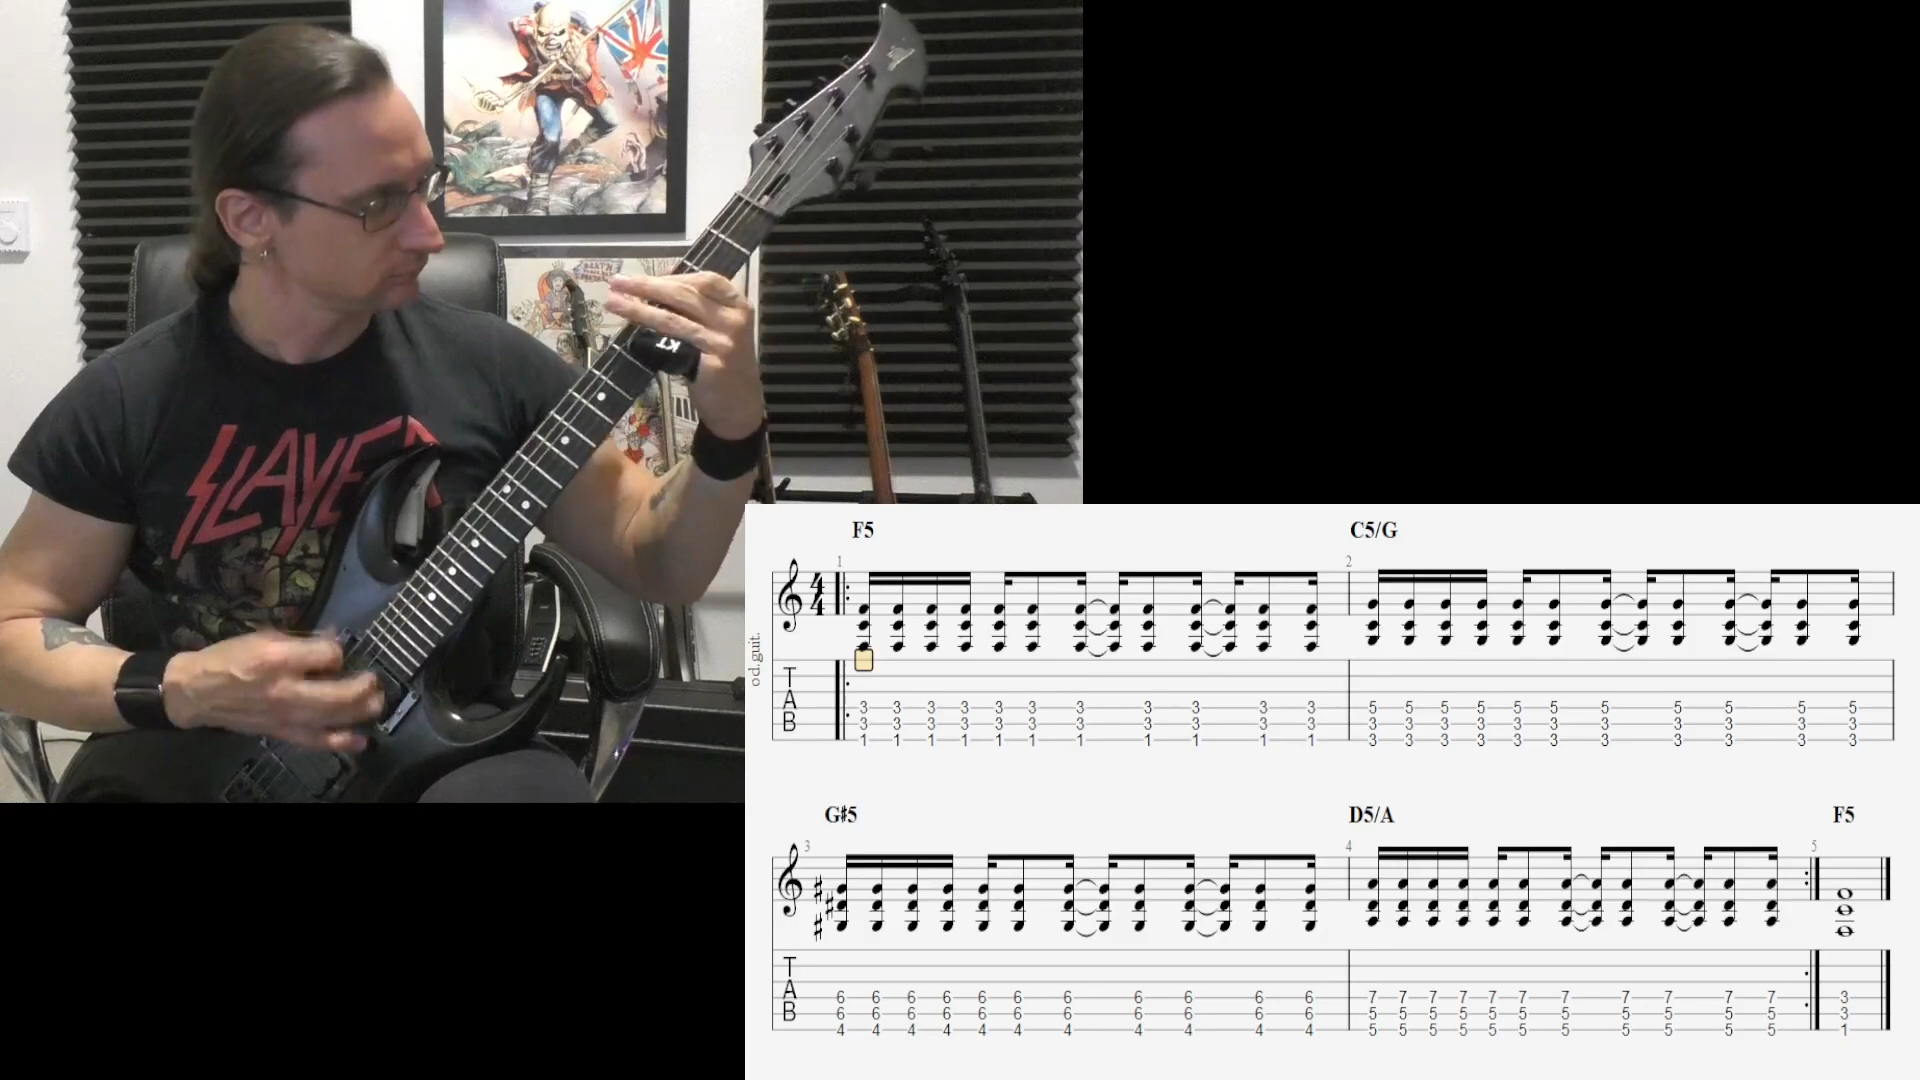 KT
SLAYER
F5 C5/G
1 2
4
4
od.guit.
T
A
B
3 3 3 3 3 3 3 3 3 3 3 5 5 5 5 5 5 5 5 5 5 5
3 3 3 3 3 3 3 3 3 3 3 3 3 3 3 3 3 3 3 3 3 3
1 1 1 1 1 1 1 1 1 1 1 3 3 3 3 3 3 3 3 3 3 3
G♯5 D5/A F5
3 4 5
T
A
B
6 6 6 6 6 6 6 6 6 6 6 7 7 7 7 7 7 7 7 7 7 7 3
6 6 6 6 6 6 6 6 6 6 6 5 5 5 5 5 5 5 5 5 5 5 3
4 4 4 4 4 4 4 4 4 4 4 5 5 5 5 5 5 5 5 5 5 5 1